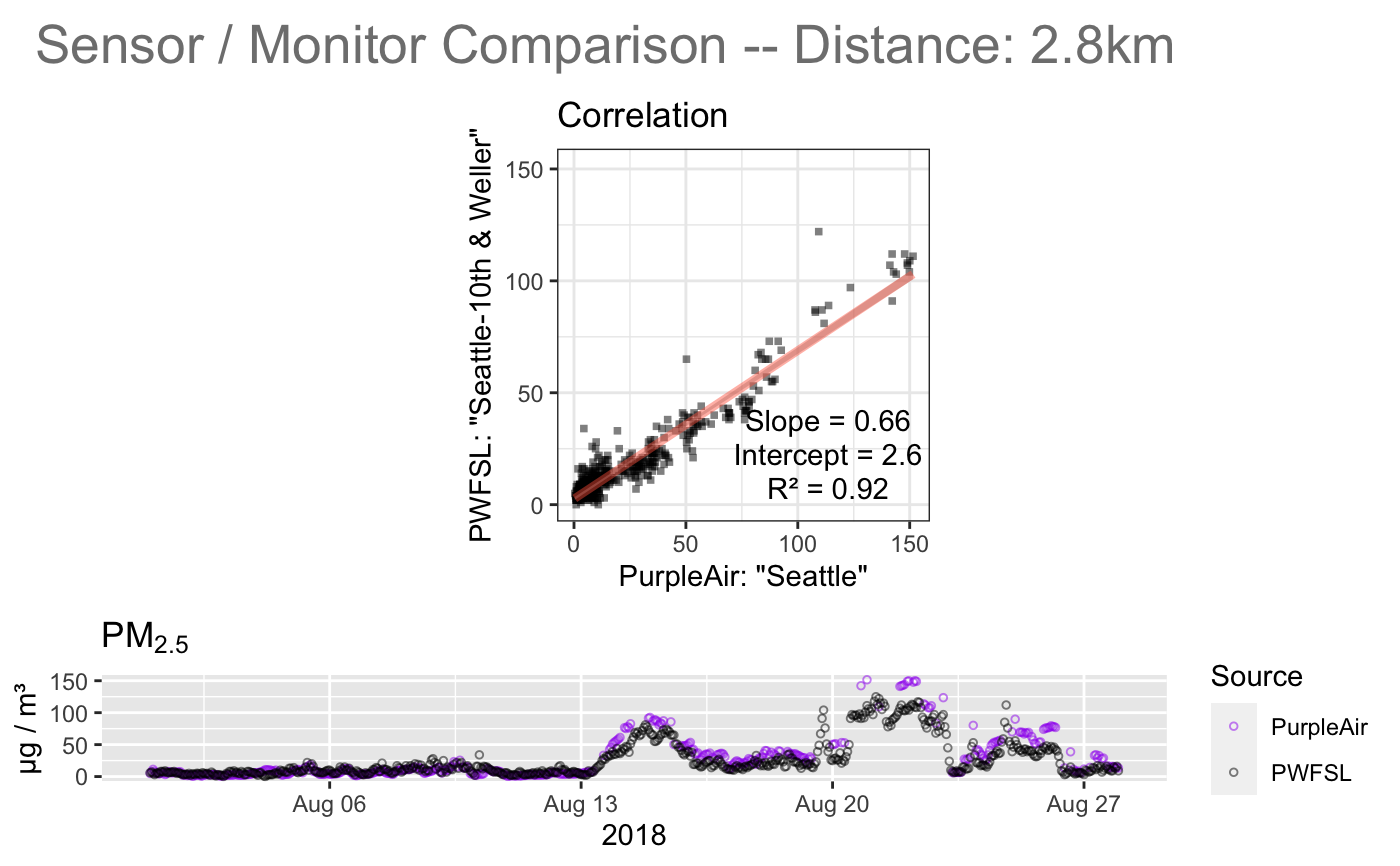 Sensor / Monitor Comparison -- Distance: 2.8km
Correlation
PWFSL: "Seattle-10th & Weller"
150
100
50
0
Slope = 0.66
Intercept = 2.6
R² = 0.92
0 50 100 150
PurpleAir: "Seattle"
PM₂.₅
µg / m³
150
100
50
0
Aug 06 Aug 13 Aug 20 Aug 27
2018
Source
PurpleAir
PWFSL